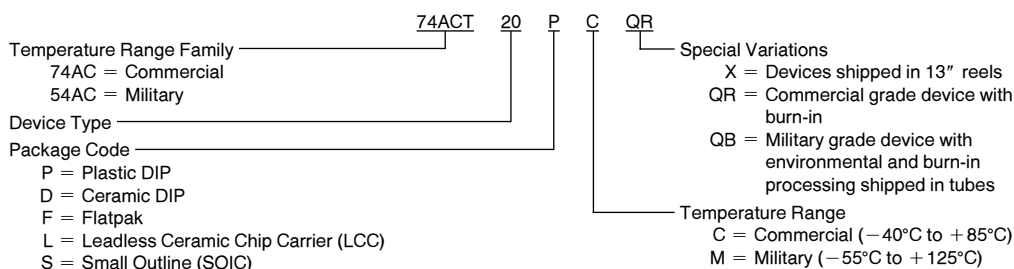 74ACT 20 P C QR
Temperature Range Family
74AC = Commercial
54AC = Military
Device Type
Package Code
P = Plastic DIP
D = Ceramic DIP
F = Flatpak
L = Leadless Ceramic Chip Carrier (LCC)
S = Small Outline (SOIC)
Special Variations
X = Devices shipped in 13″ reels
QR = Commercial grade device with
burn-in
QB = Military grade device with
environmental and burn-in
processing shipped in tubes
Temperature Range
C = Commercial (−40°C to +85°C)
M = Military (−55°C to +125°C)